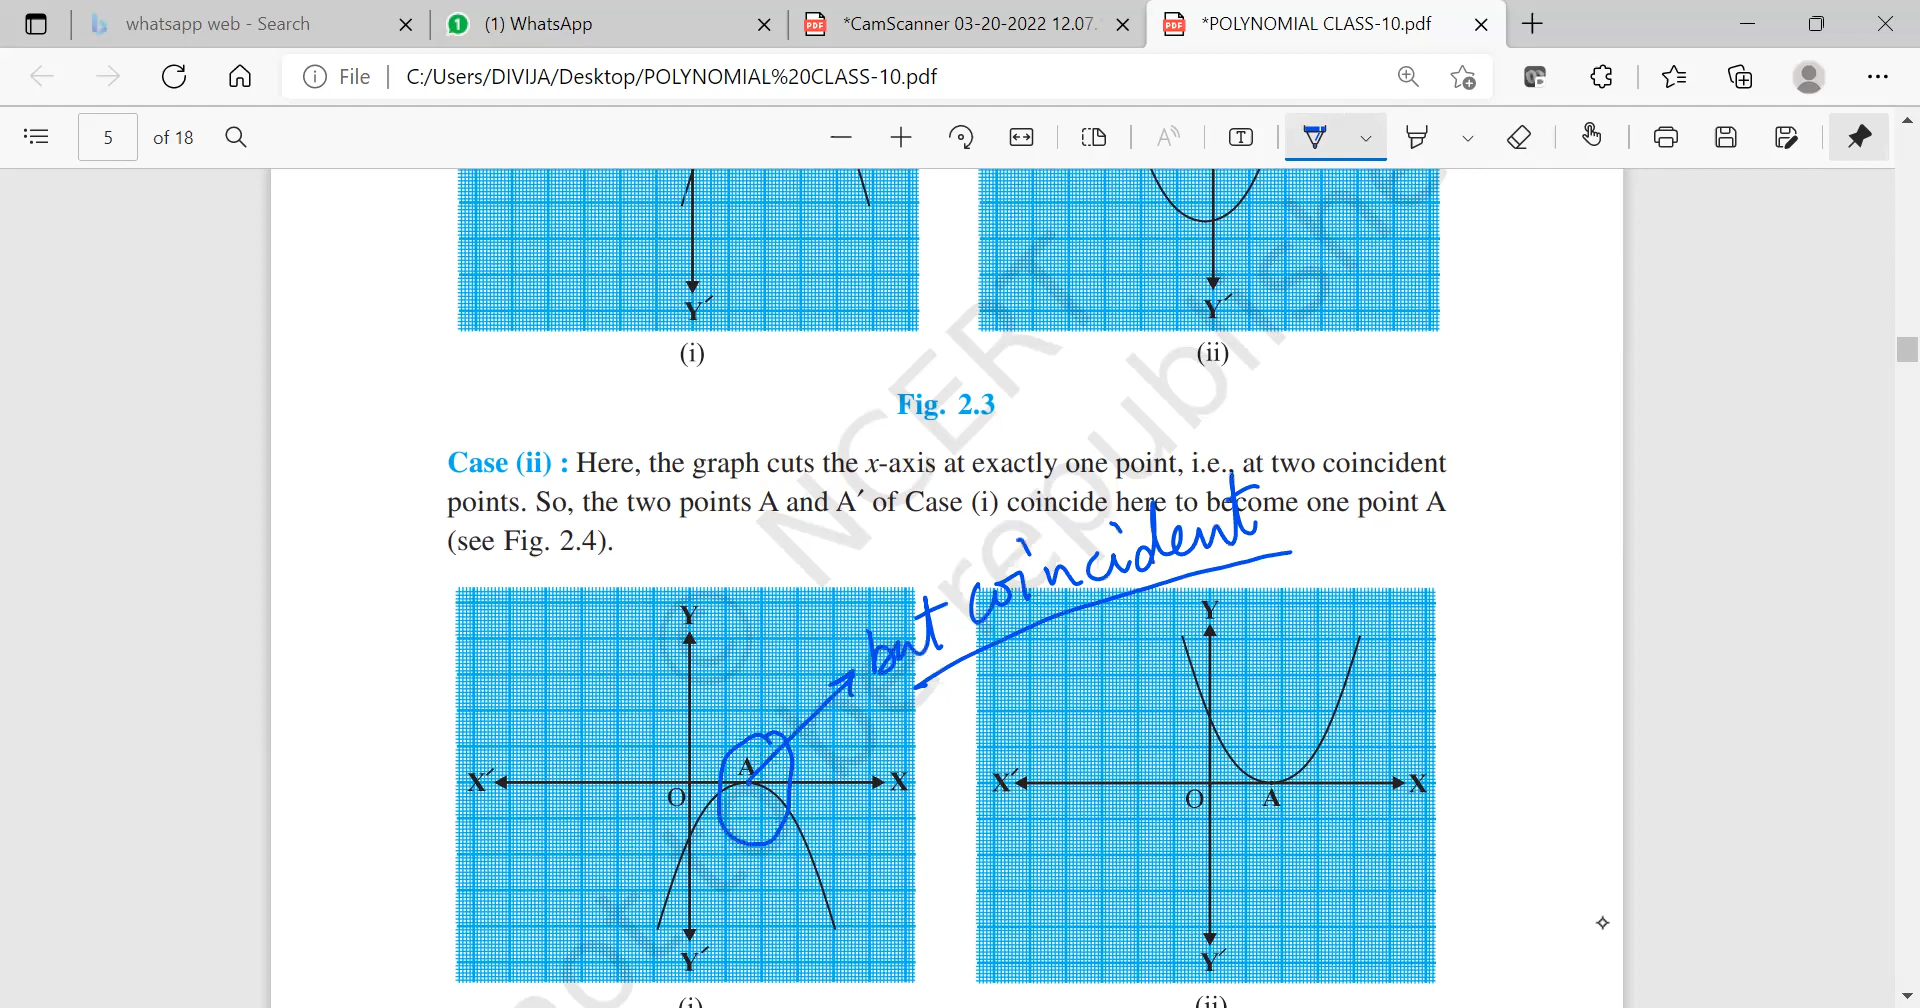 whatsapp web - Search
(1) WhatsApp
*CamScanner 03-20-2022 12.07.
*POLYNOMIAL CLASS-10.pdf
File
C:/Users/DIVIJA/Desktop/POLYNOMIAL%20CLASS-10.pdf
5 of 18
Y′
Y′
(i)
(ii)
Fig. 2.3
Case (ii) : Here, the graph cuts the x-axis at exactly one point, i.e., at two coincident
points. So, the two points A and A′ of Case (i) coincide here to become one point A
(see Fig. 2.4).
but coincident
Y
X′
O
A
X
Y′
Y
X′
O
A
X
Y′
(i)
(ii)
NCERT
republish